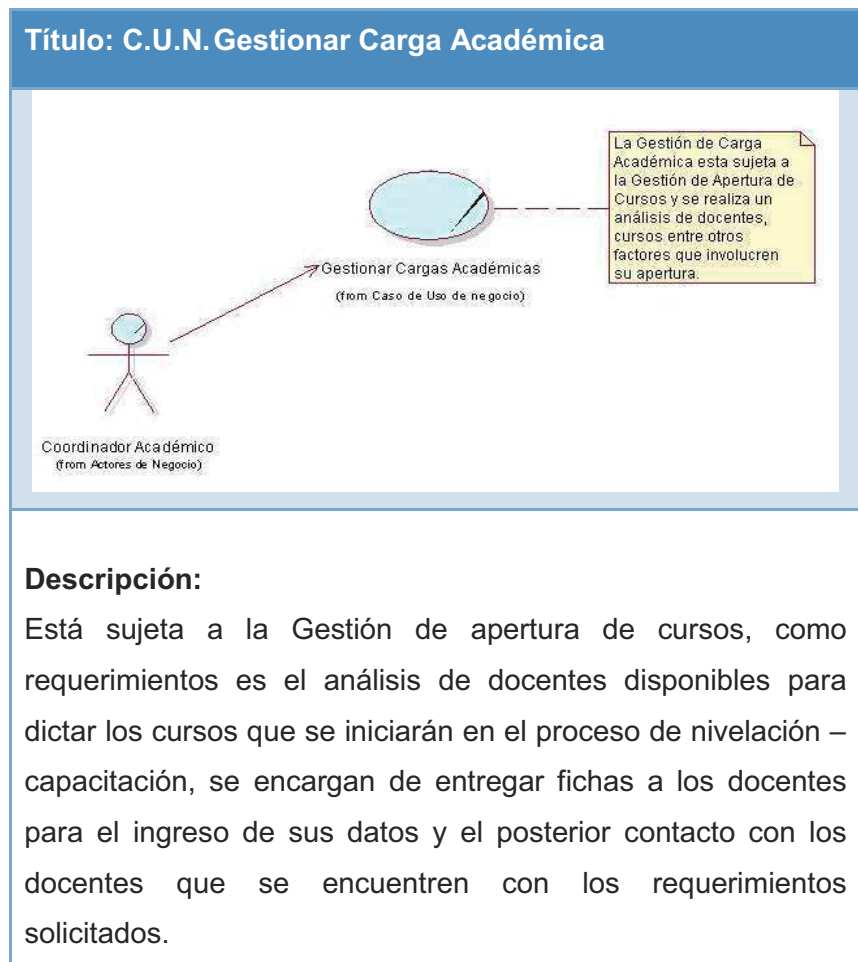 Título: C.U.N. Gestionar Carga Académica
La Gestión de Carga
Académica esta sujeta a
la Gestión de Apertura de
Cursos y se realiza un
análisis de docentes,
cursos entre otros
factores que involucren
su apertura.
Gestionar Cargas Académicas
(from Caso de Uso de negocio)
Coordinador Académico
(from Actores de Negocio)
Descripción:
Está sujeta a la Gestión de apertura de cursos, como
requerimientos es el análisis de docentes disponibles para
dictar los cursos que se iniciarán en el proceso de nivelación –
capacitación, se encargan de entregar fichas a los docentes
para el ingreso de sus datos y el posterior contacto con los
docentes que se encuentren con los requerimientos
solicitados.